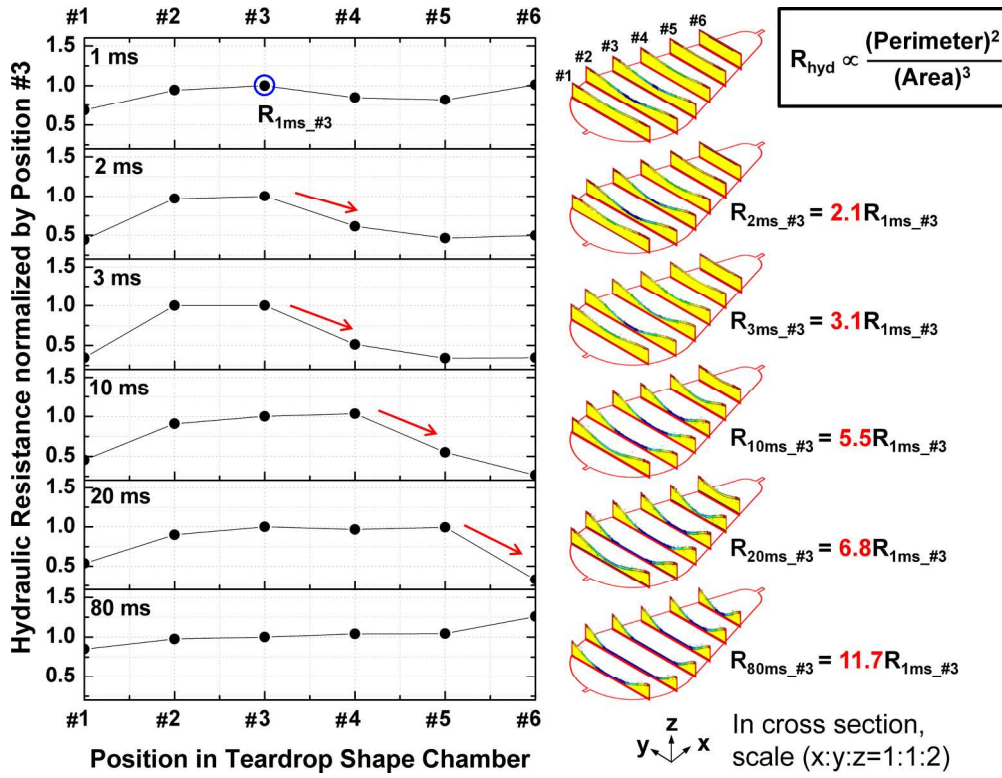 #1 #2 #3 #4 #5 #6
Hydraulic Resistance normalized by Position #3
1.5
1.0
0.5
1 ms
R1ms_#3
1.5
1.0
0.5
2 ms
1.5
1.0
0.5
3 ms
1.5
1.0
0.5
10 ms
1.5
1.0
0.5
20 ms
1.5
1.0
0.5
80 ms
#1 #2 #3 #4 #5 #6
Position in Teardrop Shape Chamber
#1 #2 #3 #4 #5 #6
Rhyd ∝ (Perimeter)²
(Area)³
R2ms_#3 = 2.1R1ms_#3
R3ms_#3 = 3.1R1ms_#3
R10ms_#3 = 5.5R1ms_#3
R20ms_#3 = 6.8R1ms_#3
R80ms_#3 = 11.7R1ms_#3
z
y x
In cross section,
scale (x:y:z=1:1:2)